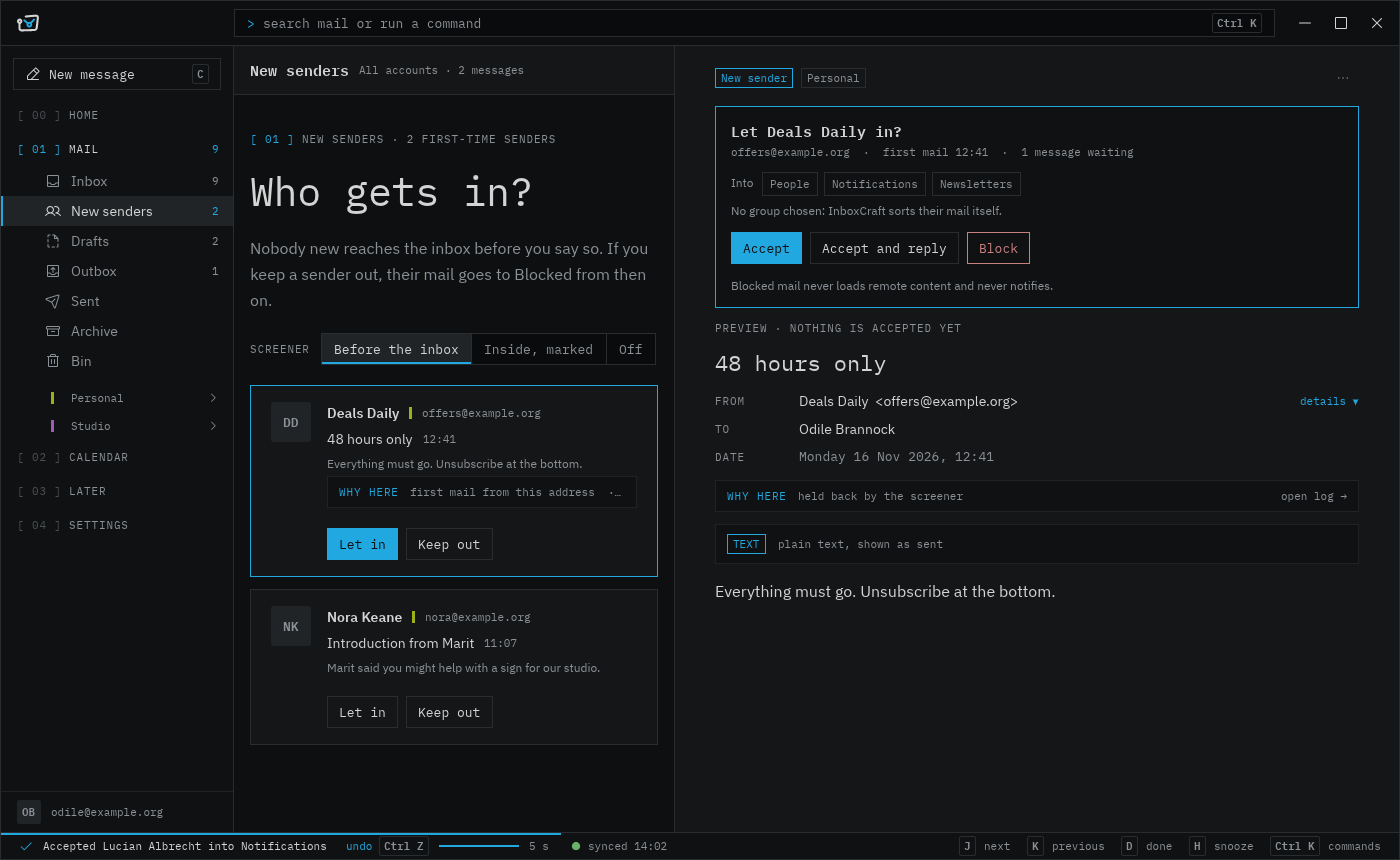 > search mail or run a command Ctrl K
New message C
[ 00 ] HOME
[ 01 ] MAIL 9
Inbox 9
New senders 2
Drafts 2
Outbox 1
Sent
Archive
Bin
Personal
Studio
[ 02 ] CALENDAR
[ 03 ] LATER
[ 04 ] SETTINGS
OB odile@example.org
New senders All accounts · 2 messages
[ 01 ] NEW SENDERS · 2 FIRST-TIME SENDERS
Who gets in?
Nobody new reaches the inbox before you say so. If you
keep a sender out, their mail goes to Blocked from then
on.
SCREENER Before the inbox Inside, marked Off
DD Deals Daily offers@example.org
48 hours only 12:41
Everything must go. Unsubscribe at the bottom.
WHY HERE first mail from this address ·…
Let in Keep out
NK Nora Keane nora@example.org
Introduction from Marit 11:07
Marit said you might help with a sign for our studio.
Let in Keep out
New sender Personal ...
Let Deals Daily in?
offers@example.org · first mail 12:41 · 1 message waiting
Into People Notifications Newsletters
No group chosen: InboxCraft sorts their mail itself.
Accept Accept and reply Block
Blocked mail never loads remote content and never notifies.
PREVIEW · NOTHING IS ACCEPTED YET
48 hours only
FROM Deals Daily <offers@example.org> details ▾
TO Odile Brannock
DATE Monday 16 Nov 2026, 12:41
WHY HERE held back by the screener open log →
TEXT plain text, shown as sent
Everything must go. Unsubscribe at the bottom.
Accepted Lucian Albrecht into Notifications undo Ctrl Z 5 s synced 14:02 J next K previous D done H snooze Ctrl K commands